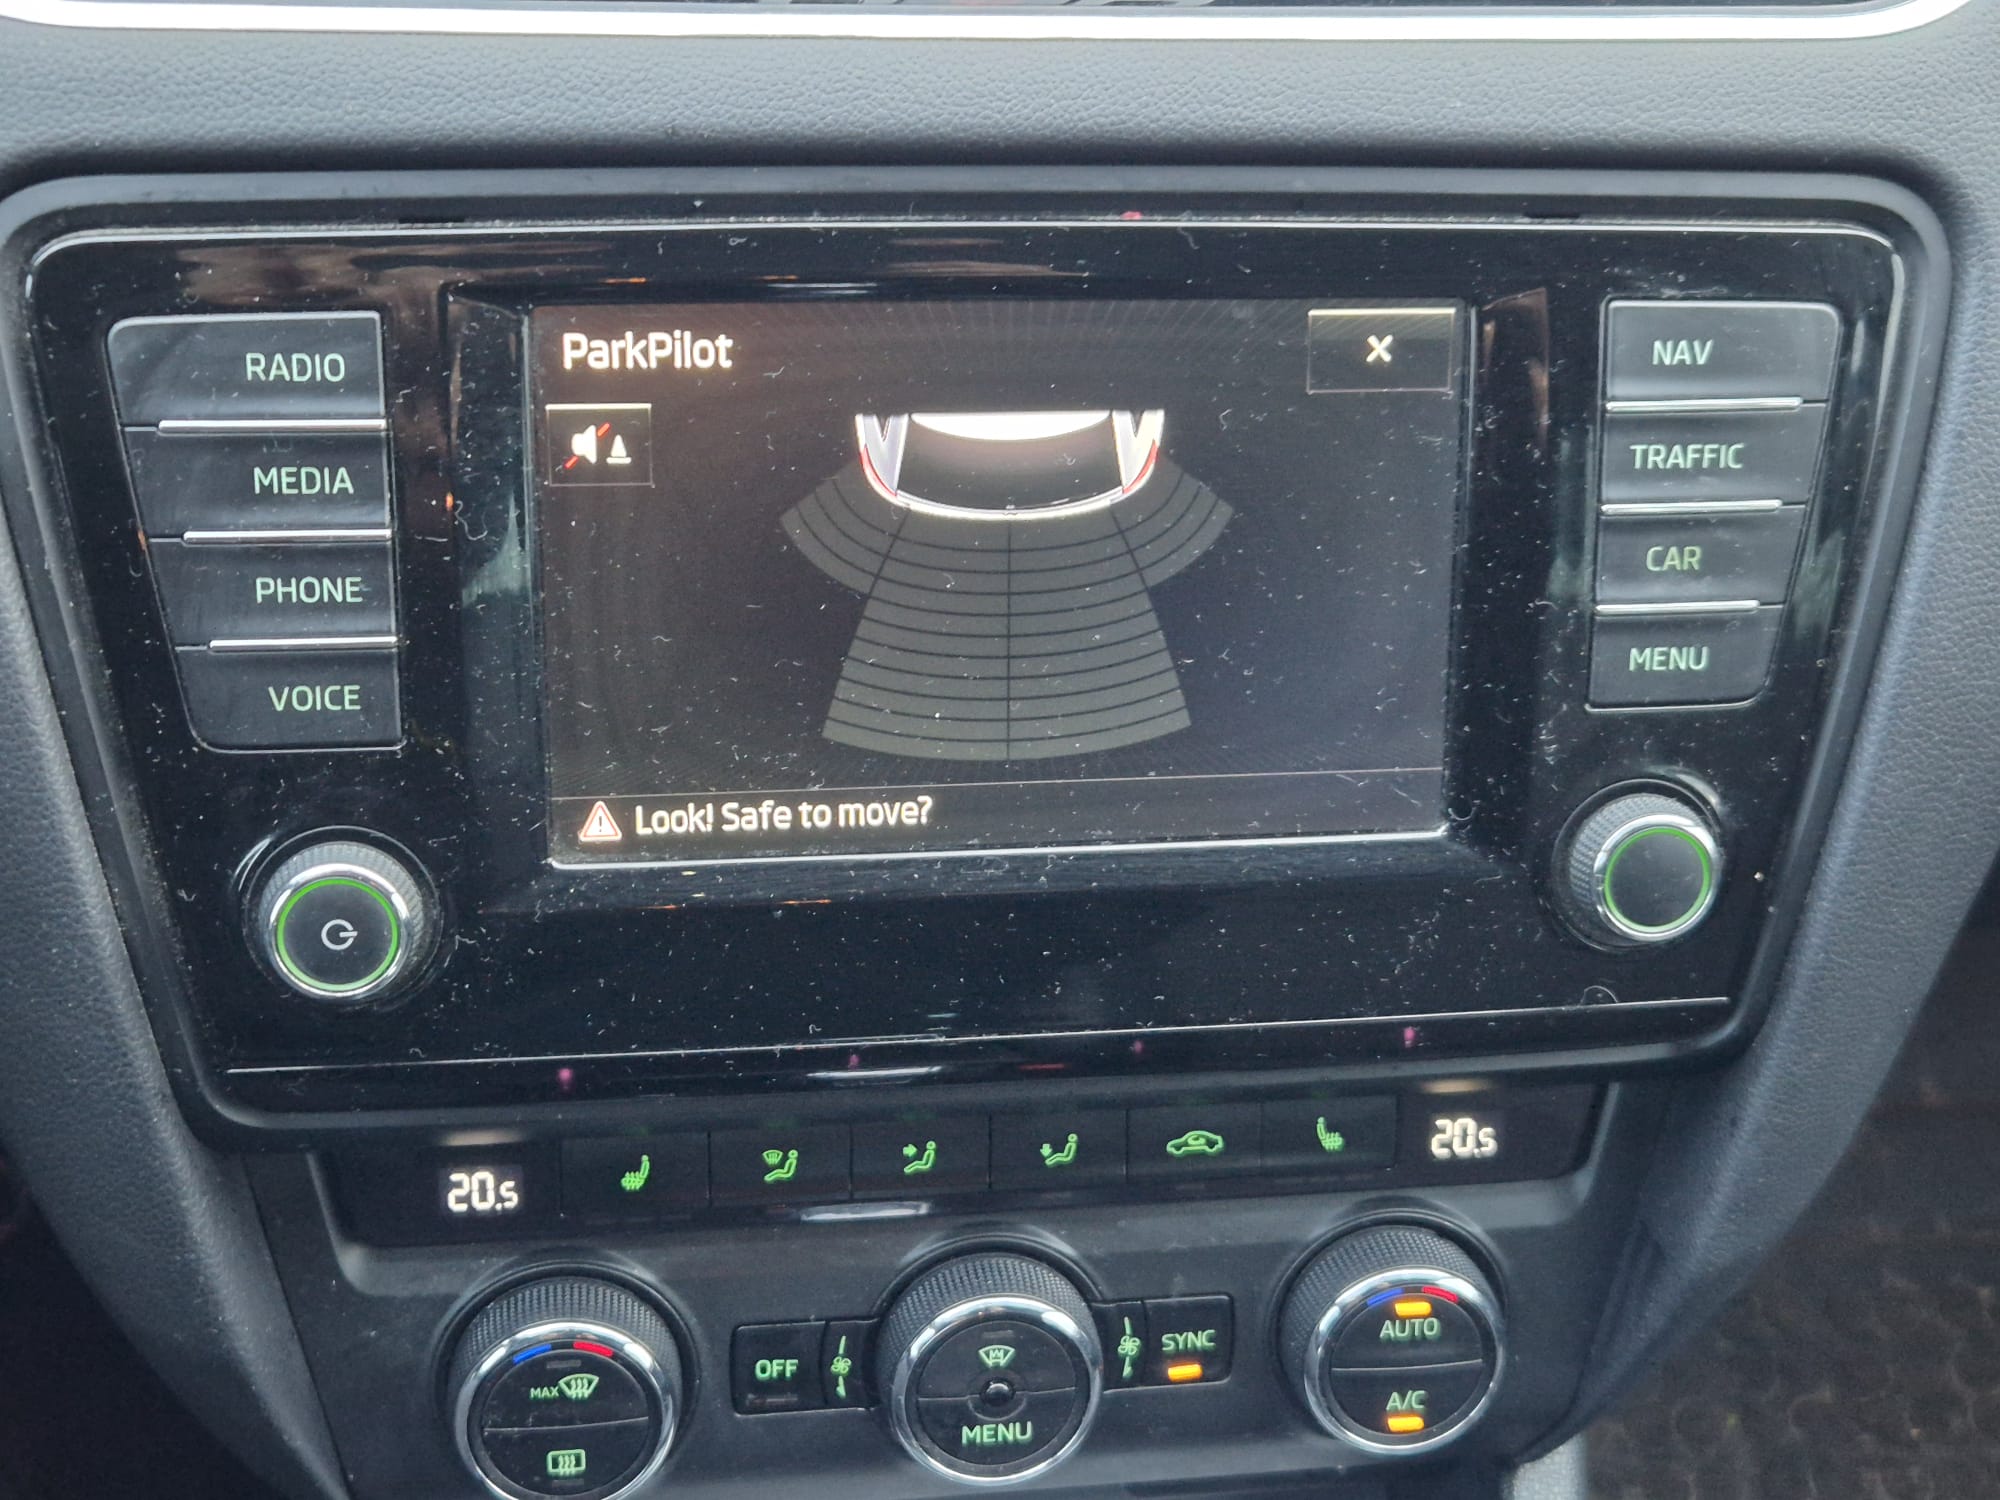 RADIO
MEDIA
PHONE
VOICE
ParkPilot
×
Look! Safe to move?
NAV
TRAFFIC
CAR
MENU
20.5
20.5
MAX
OFF
MENU
SYNC
AUTO
A/C